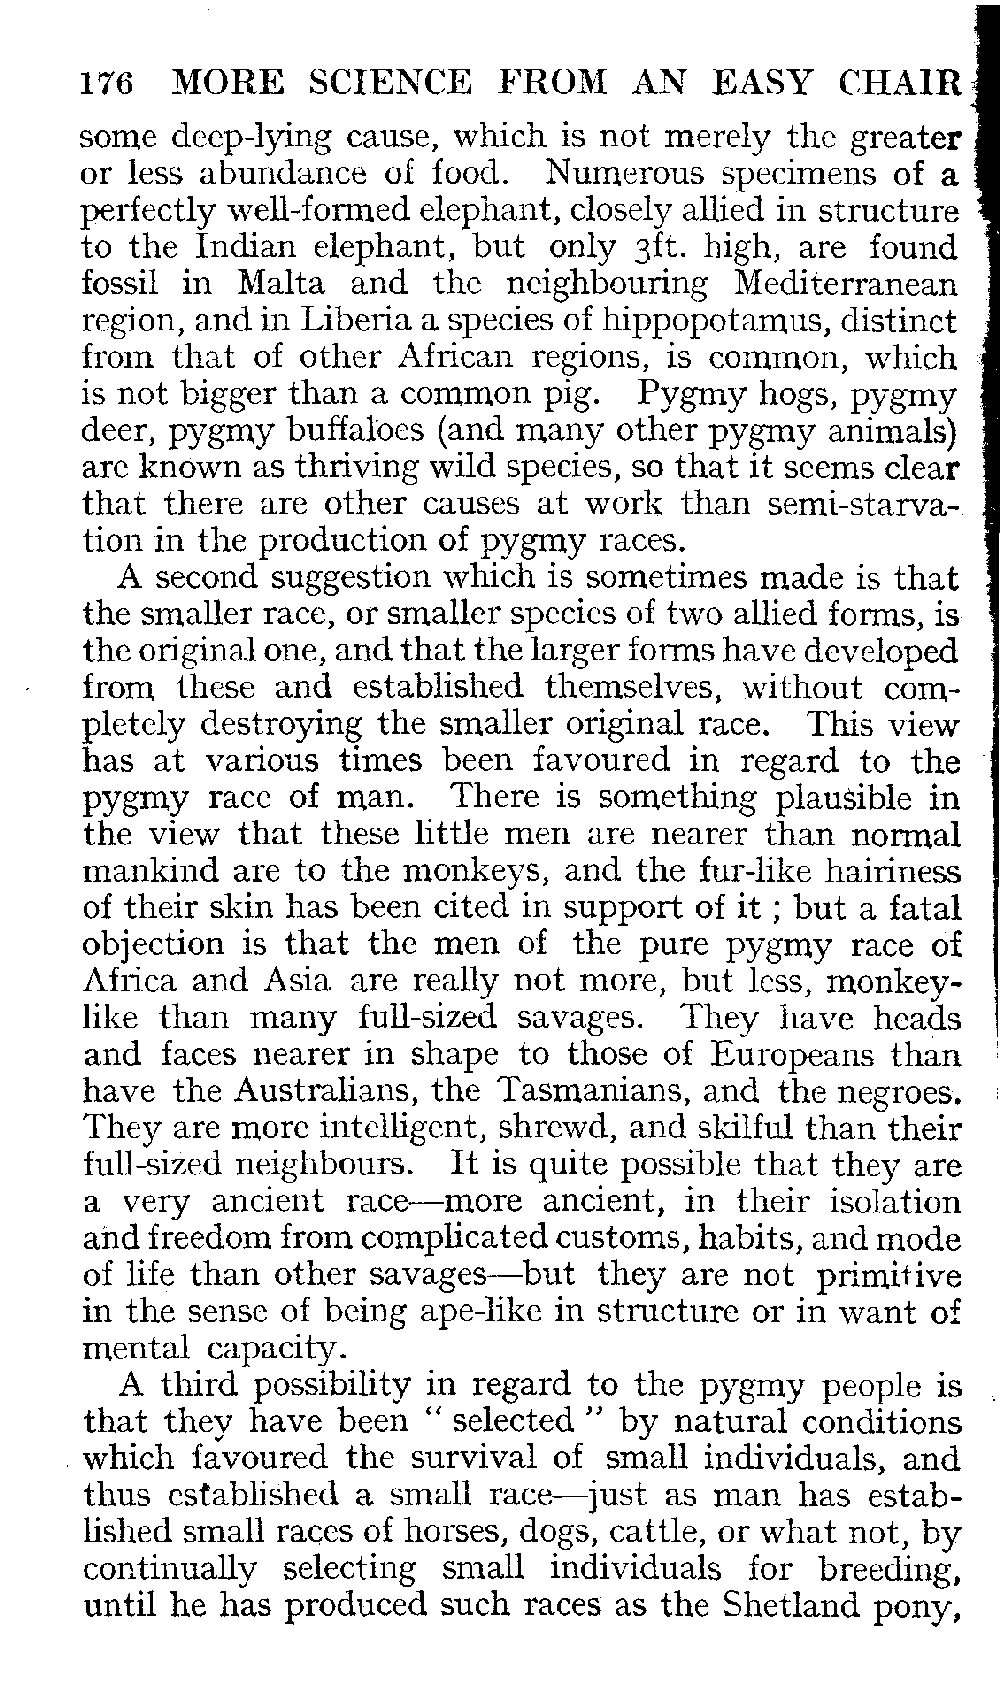 176 MORE SCIENCE FROM AN EASY CHAIR
some deep-lying cause, which is not merely the greater
or less abundance of food. Numerous specimens of a
perfectly well-formed elephant, closely allied in structure
to the Indian elephant, but only 3ft. high, are found
fossil in Malta and the neighbouring Mediterranean
region, and in Liberia a species of hippopotamus, distinct
from that of other African regions, is common, which
is not bigger than a common pig. Pygmy hogs, pygmy
deer, pygmy buffaloes (and many other pygmy animals)
are known as thriving wild species, so that it seems clear
that there are other causes at work than semi-starva-
tion in the production of pygmy races.
A second suggestion which is sometimes made is that
the smaller race, or smaller species of two allied forms, is
the original one, and that the larger forms have developed
from these and established themselves, without com-
pletely destroying the smaller original race. This view
has at various times been favoured in regard to the
pygmy race of man. There is something plausible in
the view that these little men are nearer than normal
mankind are to the monkeys, and the fur-like hairiness
of their skin has been cited in support of it ; but a fatal
objection is that the men of the pure pygmy race of
Africa and Asia are really not more, but less, monkey-
like than many full-sized savages. They have heads
and faces nearer in shape to those of Europeans than
have the Australians, the Tasmanians, and the negroes.
They are more intelligent, shrewd, and skilful than their
full-sized neighbours. It is quite possible that they are
a very ancient race—more ancient, in their isolation
and freedom from complicated customs, habits, and mode
of life than other savages—but they are not primitive
in the sense of being ape-like in structure or in want of
mental capacity.
A third possibility in regard to the pygmy people is
that they have been “ selected ” by natural conditions
which favoured the survival of small individuals, and
thus established a small race—just as man has estab-
lished small races of horses, dogs, cattle, or what not, by
continually selecting small individuals for breeding,
until he has produced such races as the Shetland pony,